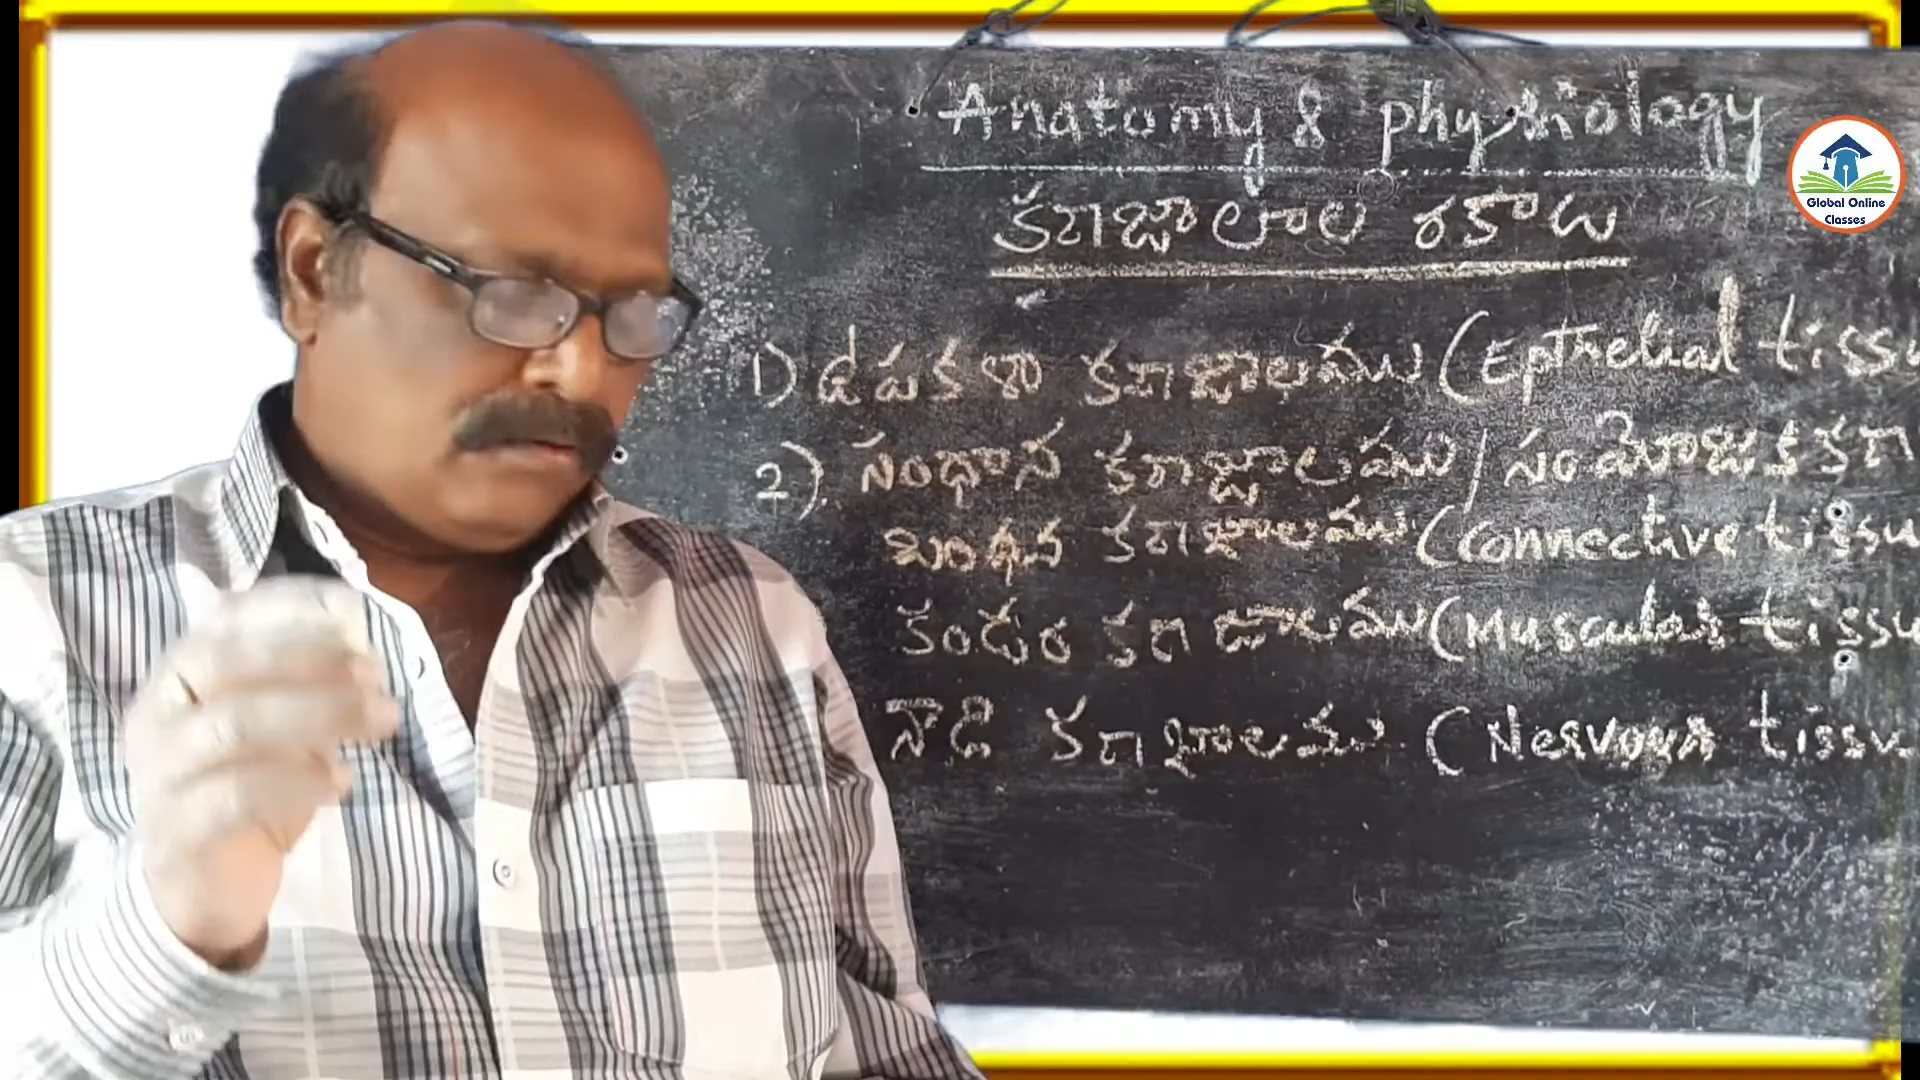 Anatomy & physiology
కణజాలాల రకాలు
1) ఉపకళా కణజాలము (Epthelial tissu
2). సంధాన కణజాలము / సంయోజక కణ
బంధన కణజాలము (Connective tissu
కండర కణజాలము (Muscular tissu
నాడి కణజాలము (Nervous tissu
Global Online
Classes